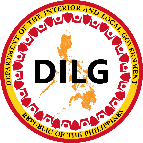 DEPARTMENT OF THE INTERIOR AND LOCAL GOVERNMENT
DILG
REPUBLIC OF THE PHILIPPINES